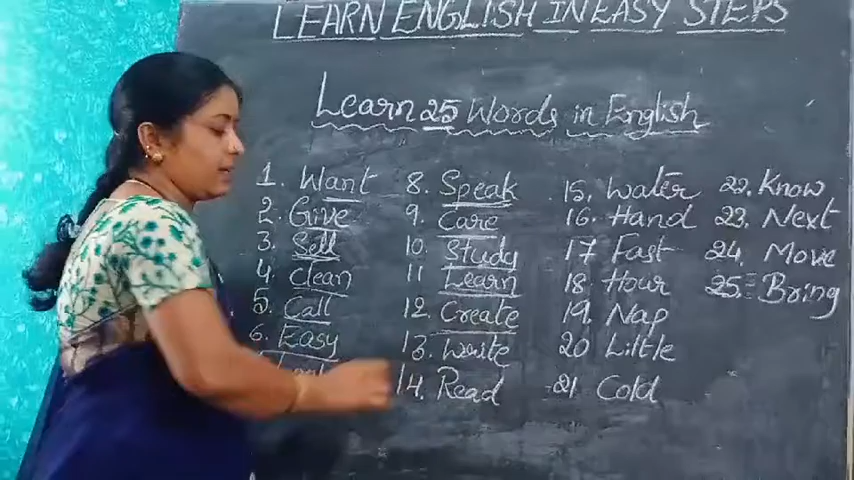 LEARN ENGLISH IN EASY STEPS
Learn 25 Words in English
1. Want
2. Give
3. Sell
4. Clean
5. Call
6. Easy
8. Speak
9. Care
10. Study
11. Learn
12. Create
13. Write
14. Read
15. Water
16. Hand
17. Fast
18. Hour
19. Nap
20. Lilt
21. Cold
22. Know
23. Next
24. Move
25. Bring